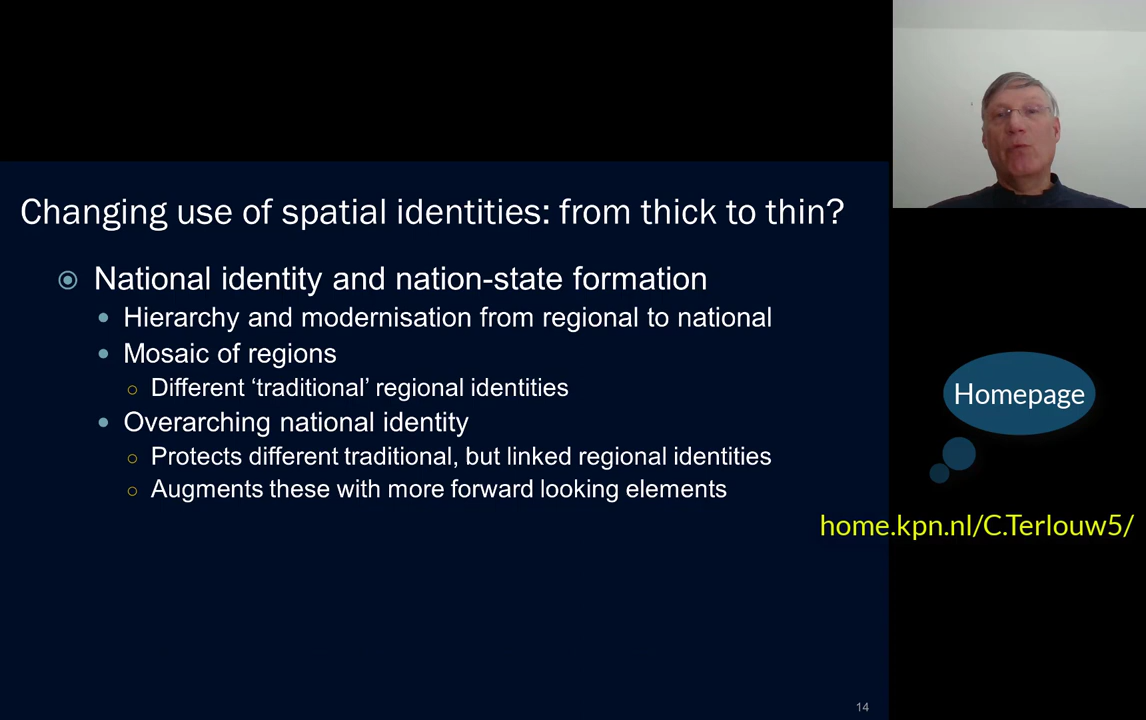 Changing use of spatial identities: from thick to thin?
National identity and nation-state formation
Hierarchy and modernisation from regional to national
Mosaic of regions
Different ‘traditional’ regional identities
Overarching national identity
Protects different traditional, but linked regional identities
Augments these with more forward looking elements
Homepage
home.kpn.nl/C.Terlouw5/
14